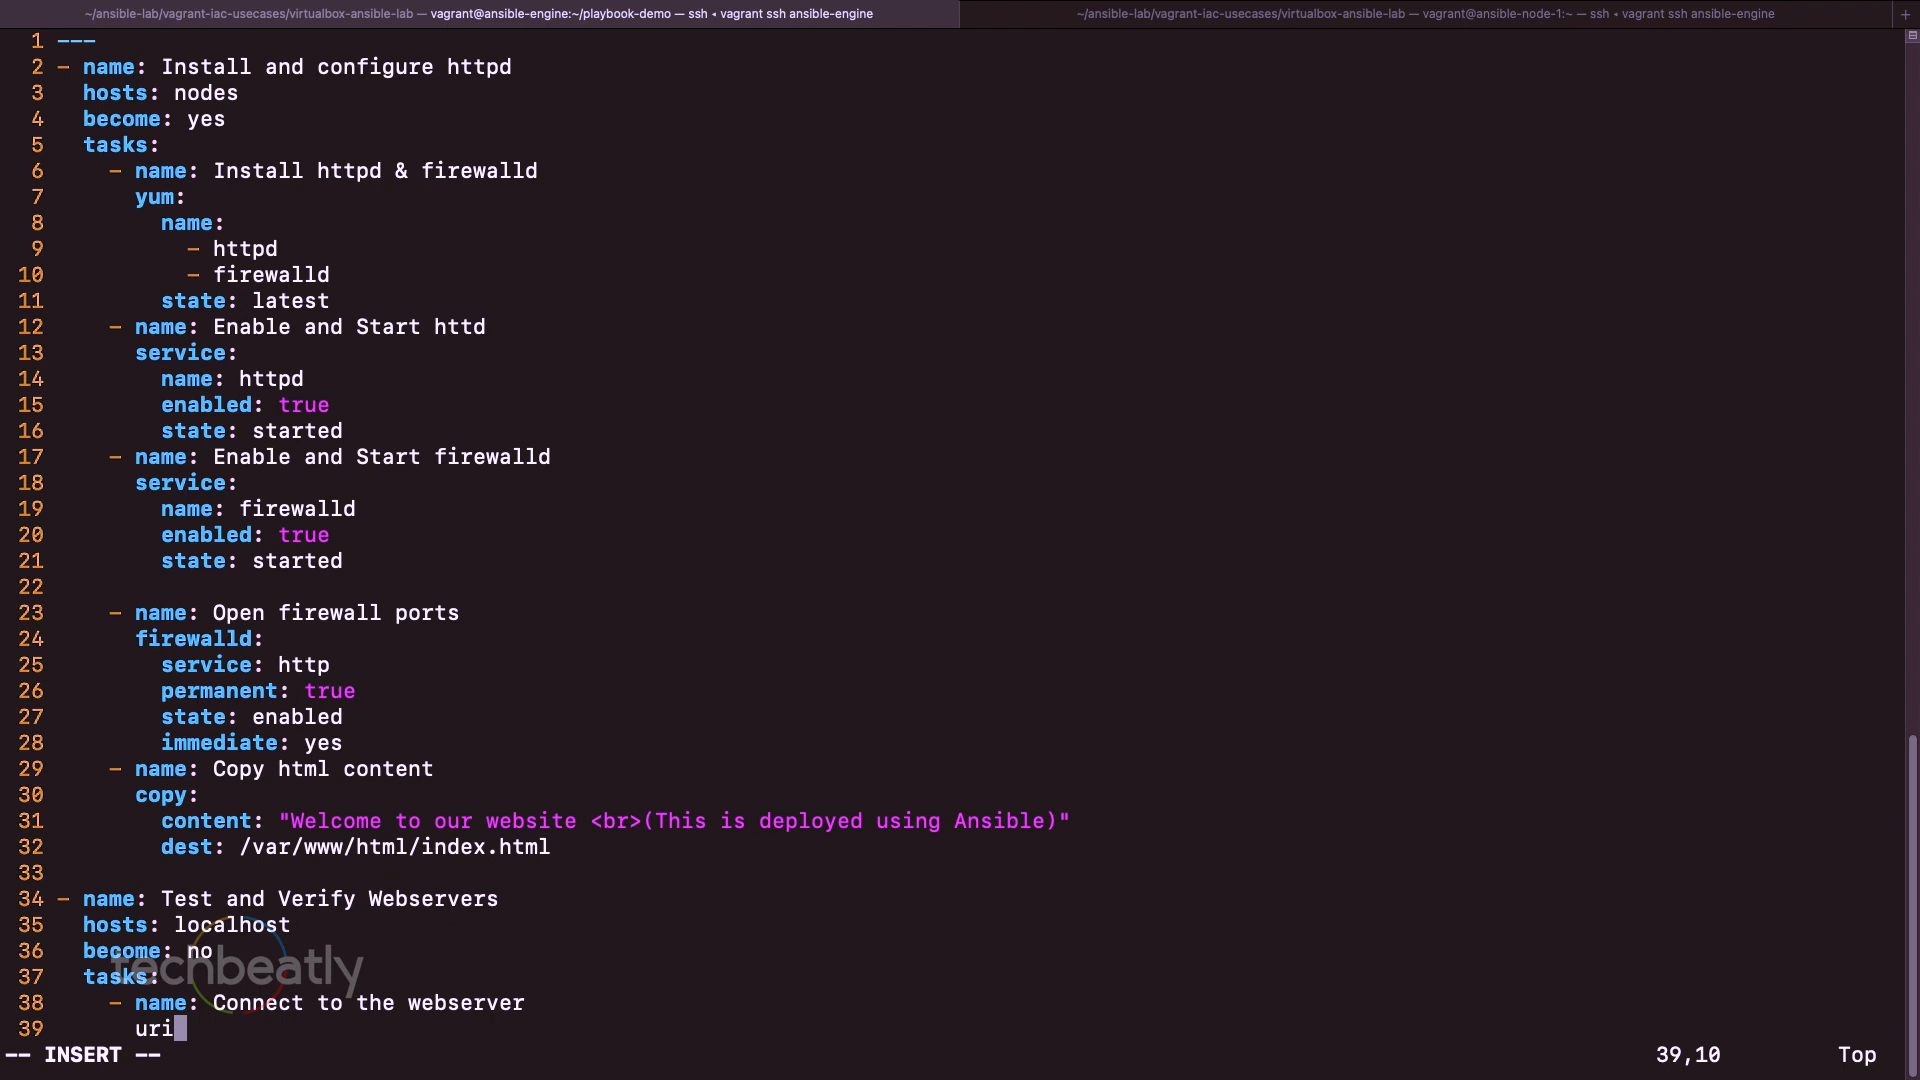 ~/ansible-lab/vagrant-iac-usecases/virtualbox-ansible-lab — vagrant@ansible-engine:~/playbook-demo — ssh ◂ vagrant ssh ansible-engine
~/ansible-lab/vagrant-iac-usecases/virtualbox-ansible-lab — vagrant@ansible-node-1:~ — ssh ◂ vagrant ssh ansible-engine
+
1 ---
2 - name: Install and configure httpd
3   hosts: nodes
4   become: yes
5   tasks:
6     - name: Install httpd & firewalld
7       yum:
8         name:
9           - httpd
10           - firewalld
11         state: latest
12     - name: Enable and Start httd
13       service:
14         name: httpd
15         enabled: true
16         state: started
17     - name: Enable and Start firewalld
18       service:
19         name: firewalld
20         enabled: true
21         state: started
22
23     - name: Open firewall ports
24       firewalld:
25         service: http
26         permanent: true
27         state: enabled
28         immediate: yes
29     - name: Copy html content
30       copy:
31         content: "Welcome to our website <br>(This is deployed using Ansible)"
32         dest: /var/www/html/index.html
33
34 - name: Test and Verify Webservers
35   hosts: localhost
36   become: no
techbeatly
37   tasks:
38     - name: Connect to the webserver
39       uri
-- INSERT -- 39,10 Top